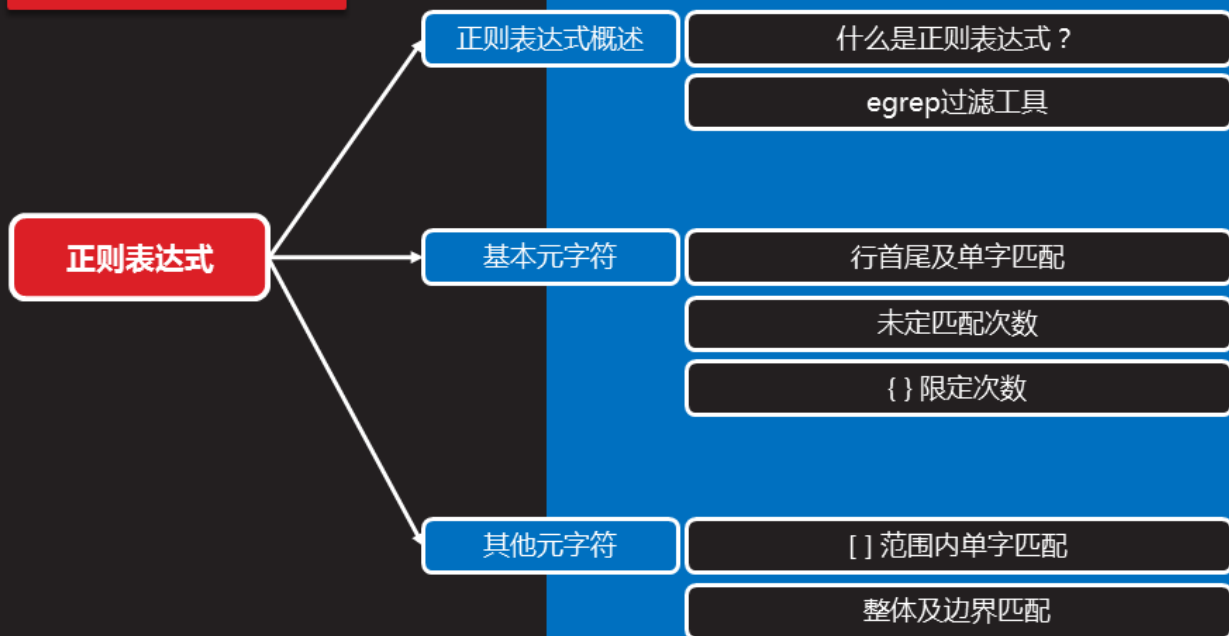 正则表达式概述
什么是正则表达式？
egrep过滤工具
正则表达式
基本元字符
行首尾及单字匹配
未定匹配次数
{ } 限定次数
其他元字符
[ ] 范围内单字匹配
整体及边界匹配